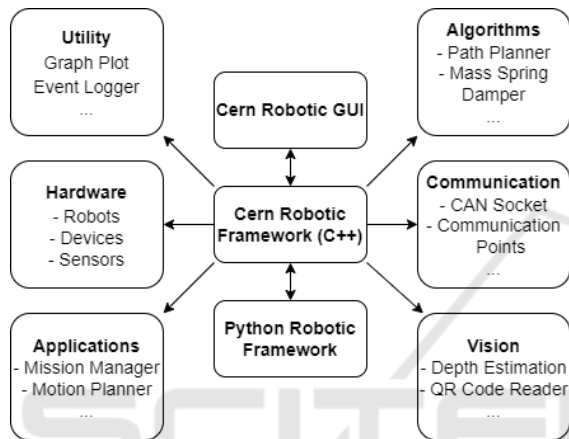 Utility
Graph Plot
Event Logger
...
Cern Robotic GUI
Algorithms
- Path Planner
- Mass Spring
Damper
...
Hardware
- Robots
- Devices
- Sensors
Cern Robotic
Framework (C++)
Communication
- CAN Socket
- Communication
Points
...
Applications
- Mission Manager
- Motion Planner
...
Python Robotic
Framework
Vision
- Depth Estimation
- QR Code Reader
...